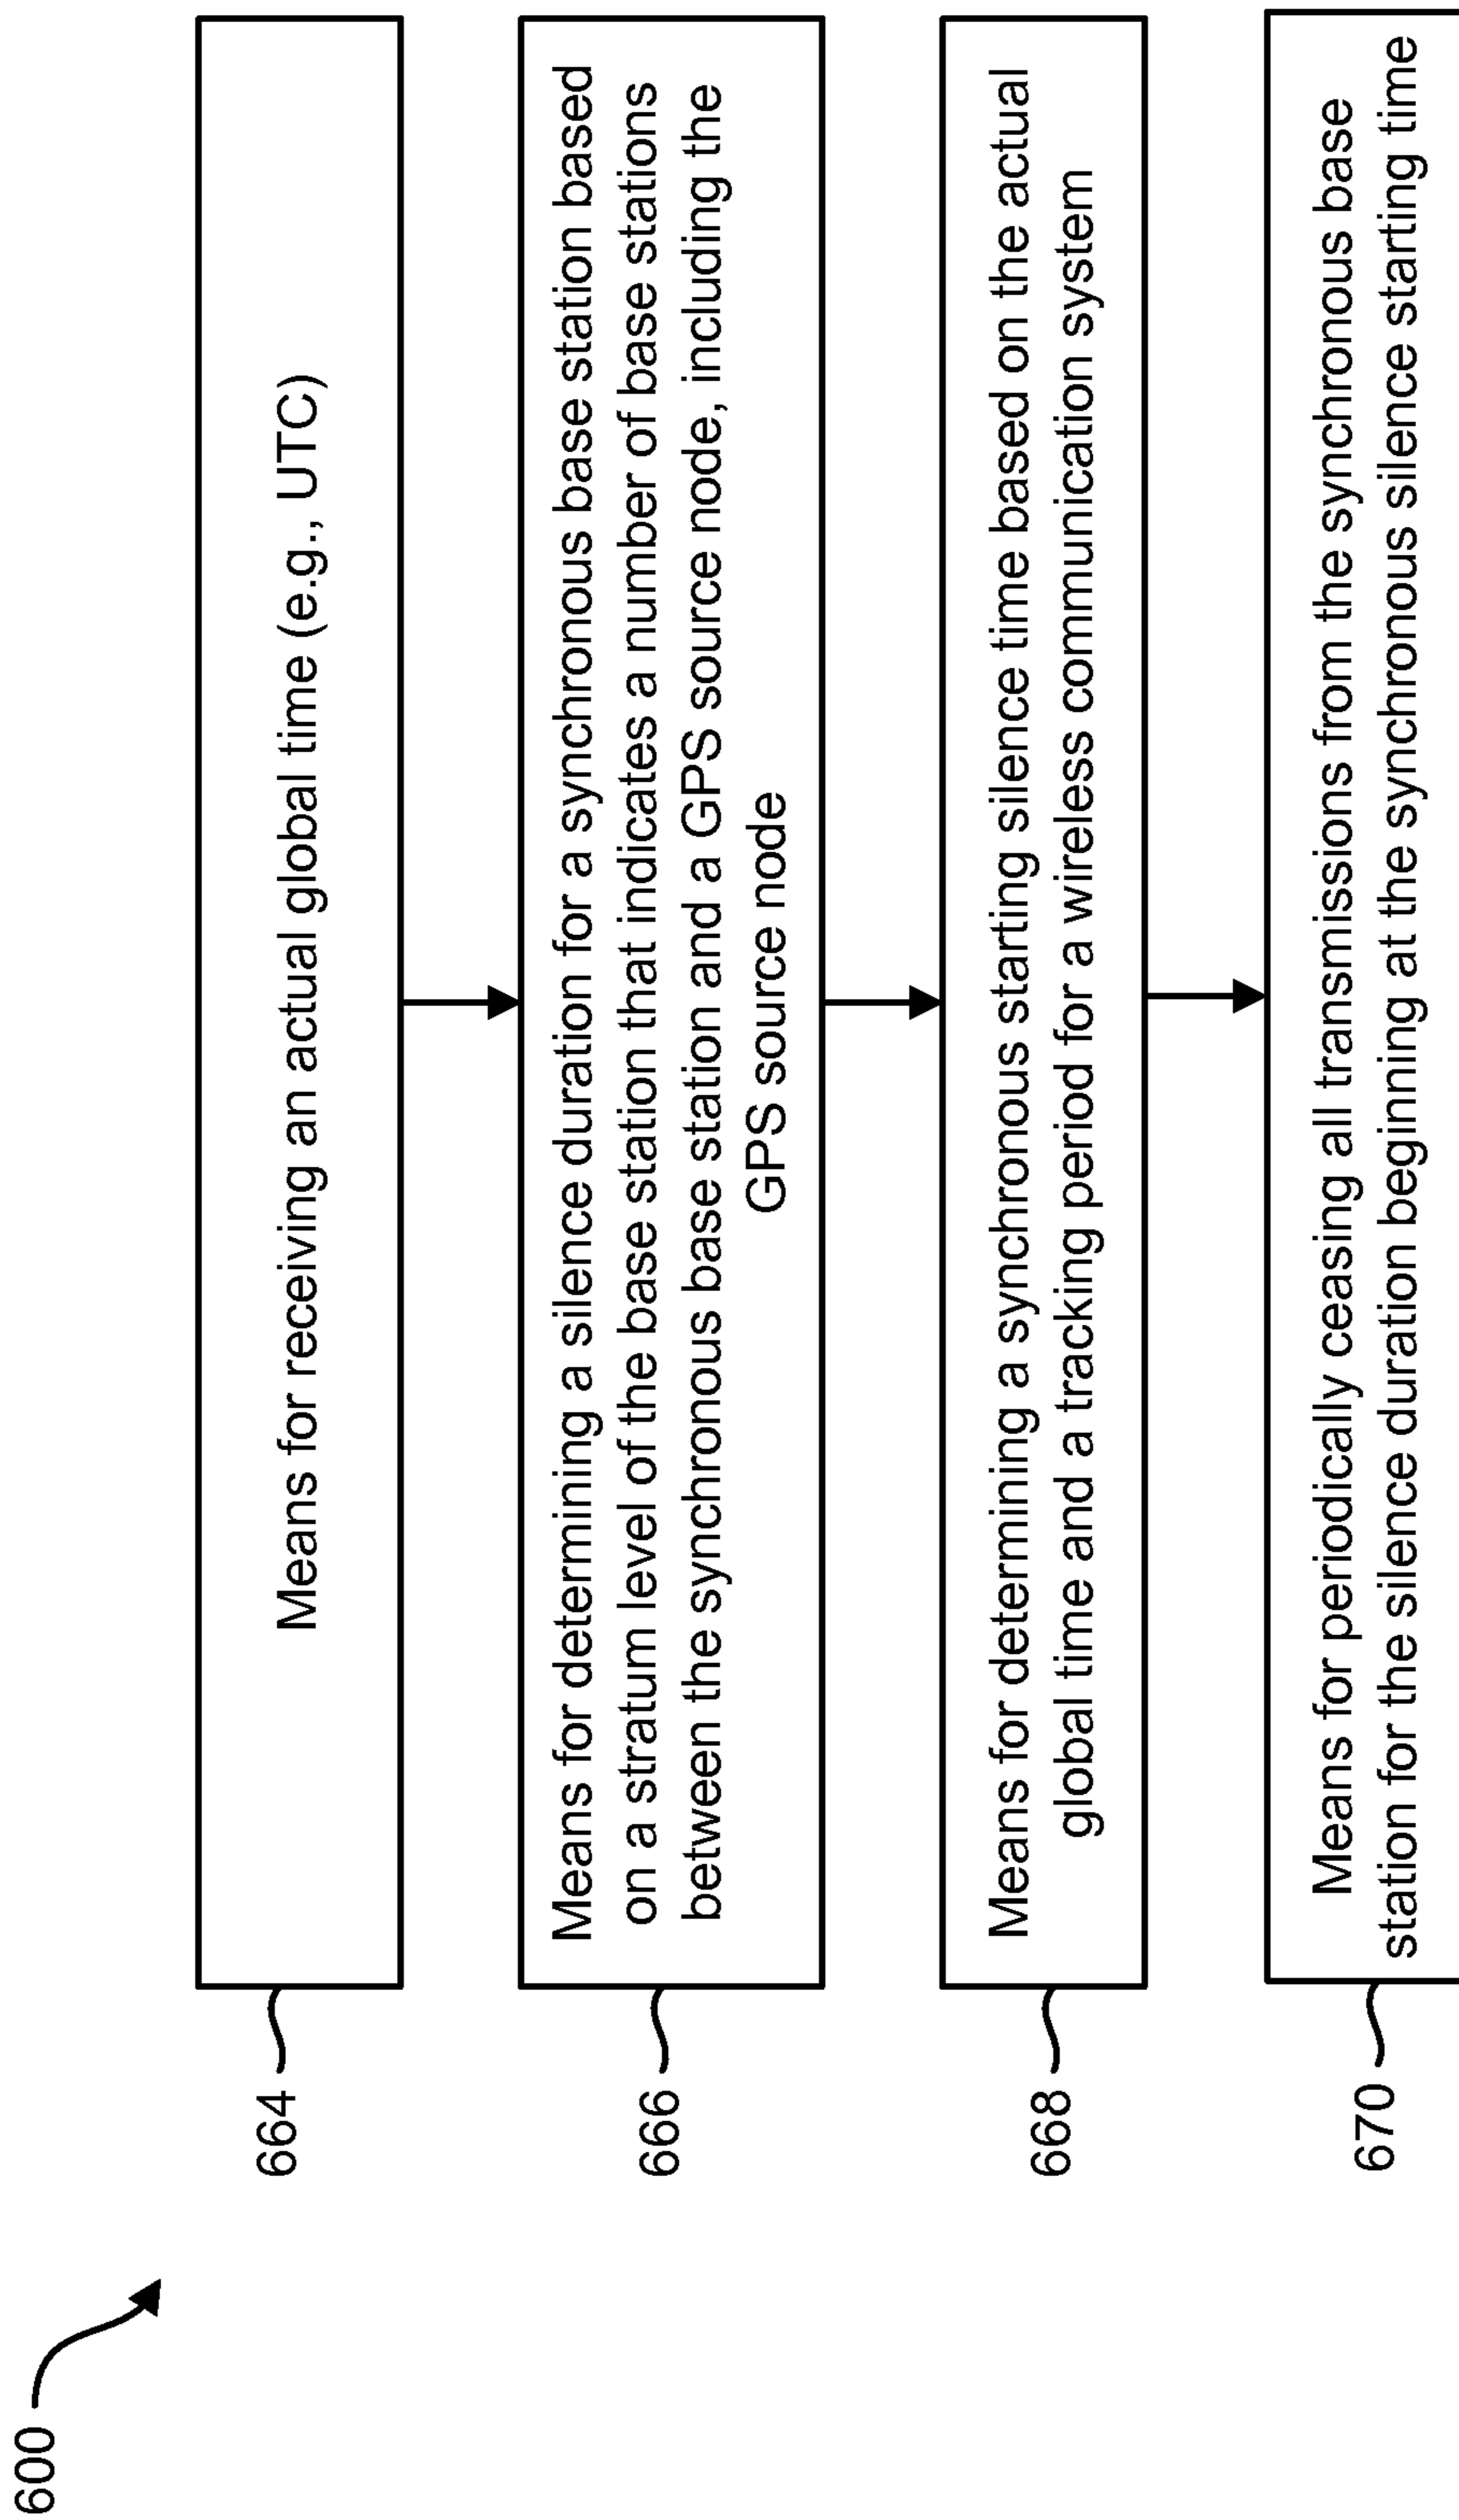 600
664
Means for receiving an actual global time (e.g., UTC)
666
Means for determining a silence duration for a synchronous base station based
on a stratum level of the base station that indicates a number of base stations
between the synchronous base station and a GPS source node, including the
GPS source node
668
Means for determining a synchronous starting silence time based on the actual
global time and a tracking period for a wireless communication system
670
Means for periodically ceasing all transmissions from the synchronous base
station for the silence duration beginning at the synchronous silence starting time